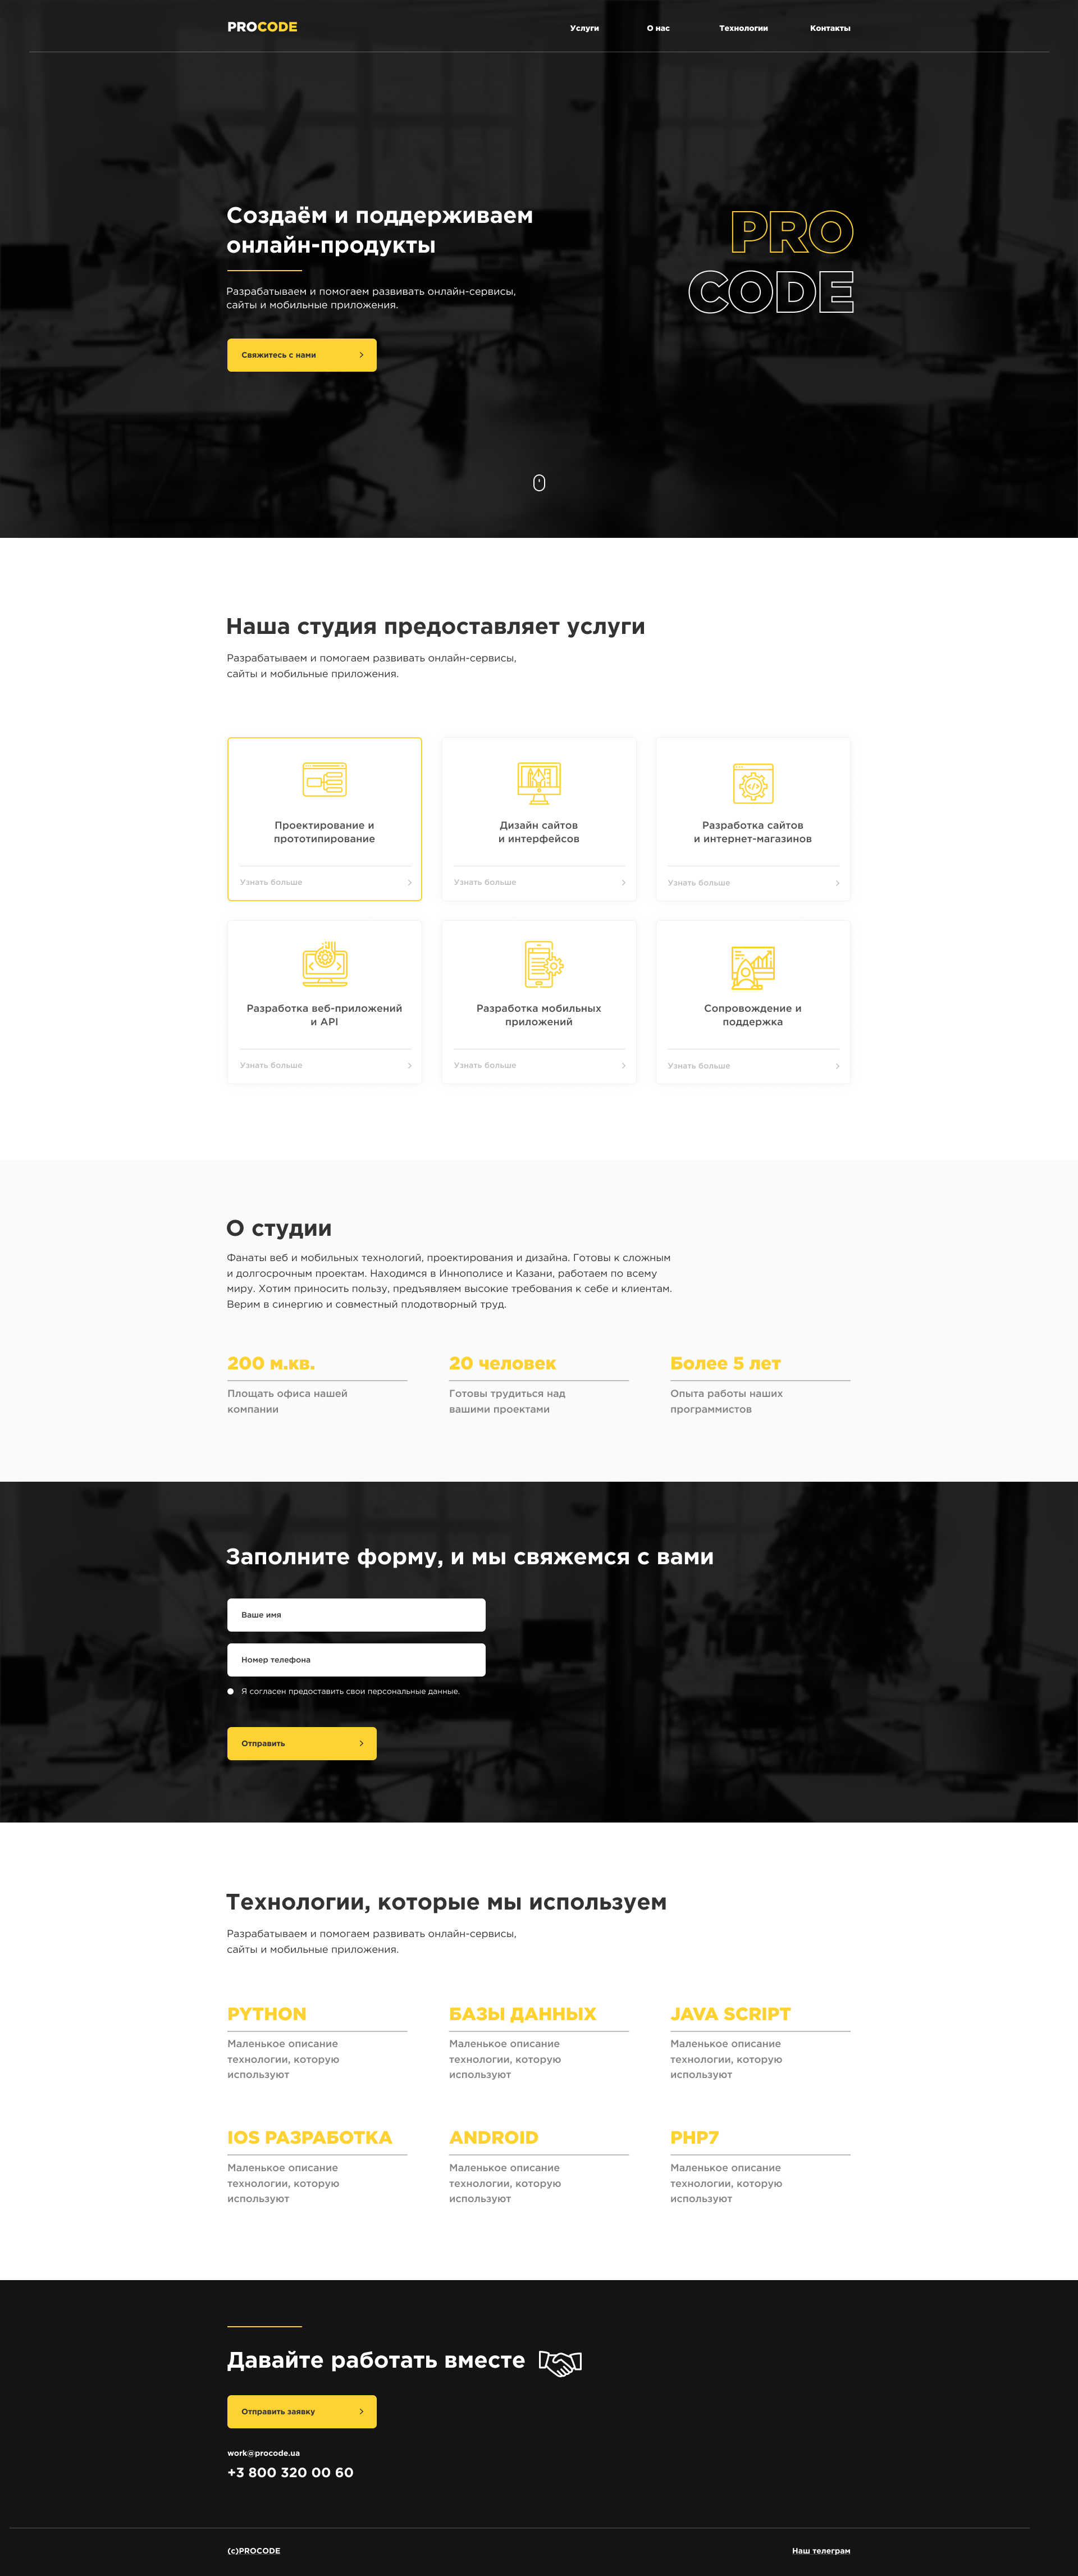 PROCODE
Услуги
О нас
Технологии
Контакты
Создаём и поддерживаем
онлайн-продукты
Разрабатываем и помогаем развивать онлайн-сервисы,
сайты и мобильные приложения.
Свяжитесь с нами
PRO
CODE
Наша студия предоставляет услуги
Разрабатываем и помогаем развивать онлайн-сервисы,
сайты и мобильные приложения.
Проектирование и
прототипирование
Узнать больше
Дизайн сайтов
и интерфейсов
Узнать больше
Разработка сайтов
и интернет-магазинов
Узнать больше
Разработка веб-приложений
и API
Узнать больше
Разработка мобильных
приложений
Узнать больше
Сопровождение и
поддержка
Узнать больше
О студии
Фанаты веб и мобильных технологий, проектирования и дизайна. Готовы к сложным
и долгосрочным проектам. Находимся в Иннополисе и Казани, работаем по всему
миру. Хотим приносить пользу, предъявляем высокие требования к себе и клиентам.
Верим в синергию и совместный плодотворный труд.
200 м.кв.
Площать офиса нашей
компании
20 человек
Готовы трудиться над
вашими проектами
Более 5 лет
Опыта работы наших
программистов
Заполните форму, и мы свяжемся с вами
Ваше имя
Номер телефона
Я согласен предоставить свои персональные данные.
Отправить
Технологии, которые мы используем
Разрабатываем и помогаем развивать онлайн-сервисы,
сайты и мобильные приложения.
PYTHON
Маленькое описание
технологии, которую
используют
БАЗЫ ДАННЫХ
Маленькое описание
технологии, которую
используют
JAVA SCRIPT
Маленькое описание
технологии, которую
используют
IOS РАЗРАБОТКА
Маленькое описание
технологии, которую
используют
ANDROID
Маленькое описание
технологии, которую
используют
PHP7
Маленькое описание
технологии, которую
используют
Давайте работать вместе
Отправить заявку
work@procode.ua
+3 800 320 00 60
(c)PROCODE
Наш телеграм